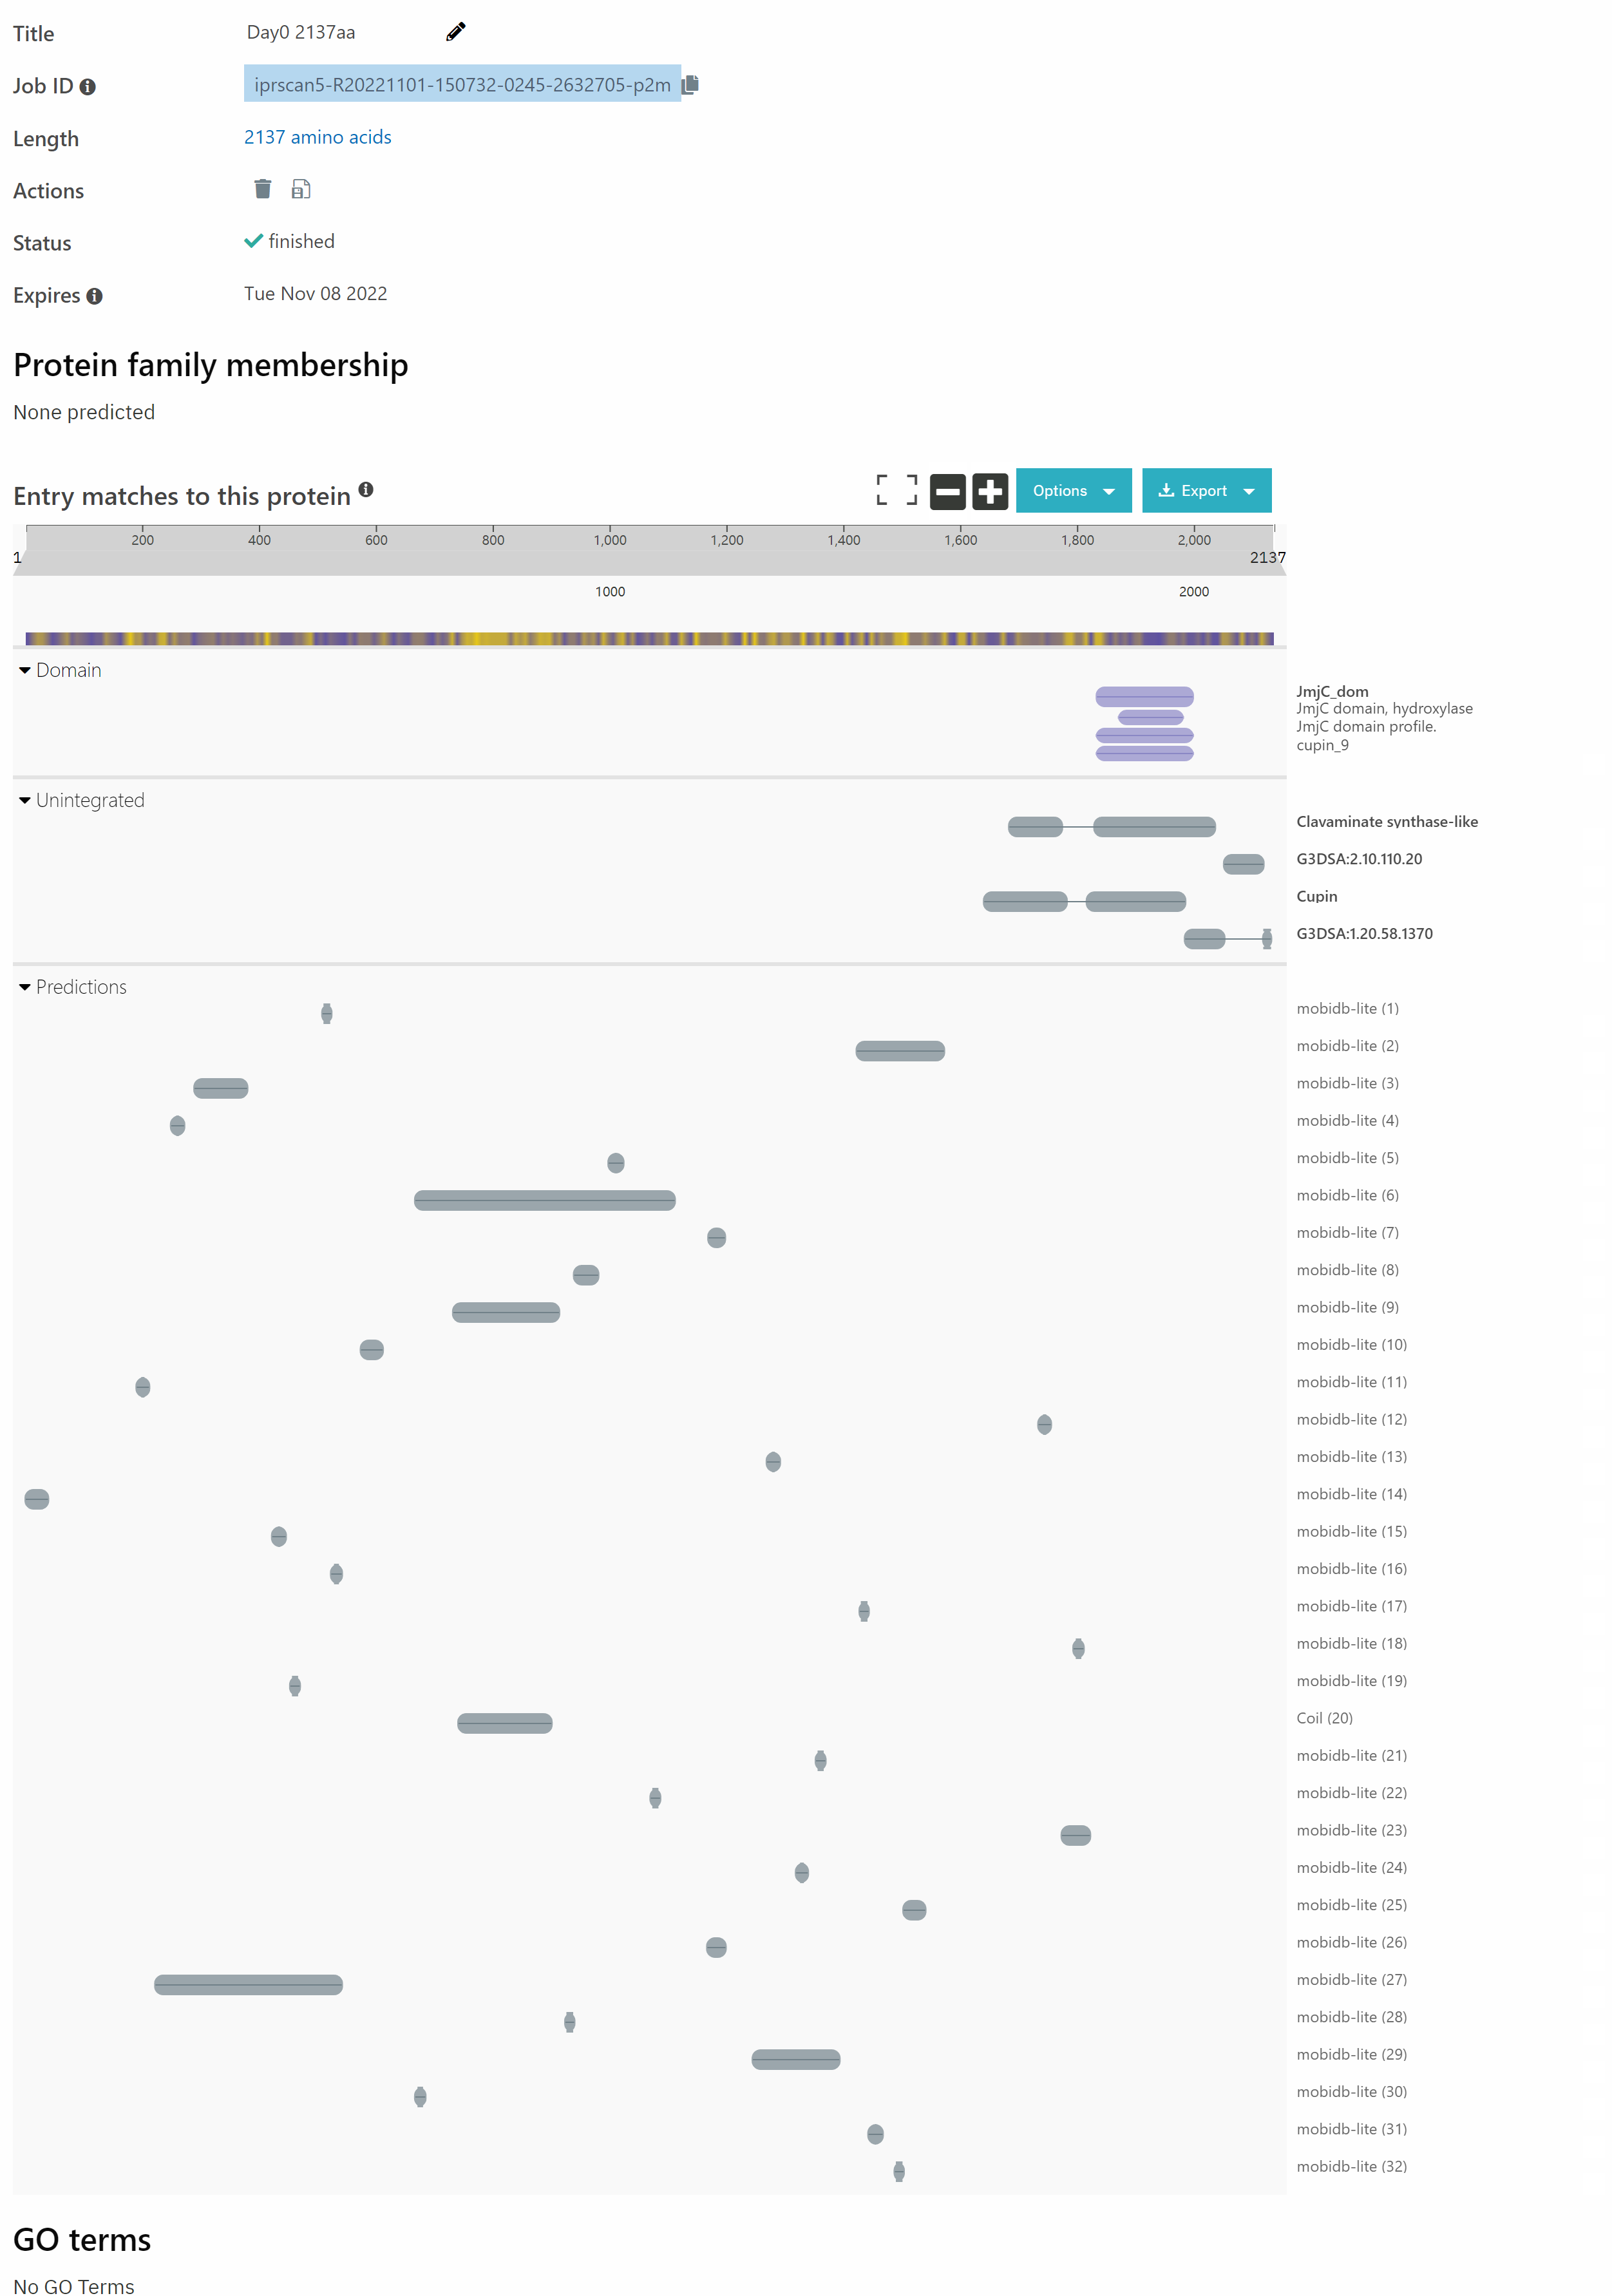 Title Day0 2137aa
Job ID iprscan5-R20221101-150732-0245-2632705-p2m
Length 2137 amino acids
Actions
Status finished
Expires Tue Nov 08 2022
Protein family membership
None predicted
Entry matches to this protein Options Export
200 400 600 800 1,000 1,200 1,400 1,600 1,800 2,000
1 2137
1000 2000
Domain
JmjC_dom
JmjC domain, hydroxylase
JmjC domain profile.
cupin_9
Unintegrated
Clavaminate synthase-like
G3DSA:2.10.110.20
Cupin
G3DSA:1.20.58.1370
Predictions
mobidb-lite (1)
mobidb-lite (2)
mobidb-lite (3)
mobidb-lite (4)
mobidb-lite (5)
mobidb-lite (6)
mobidb-lite (7)
mobidb-lite (8)
mobidb-lite (9)
mobidb-lite (10)
mobidb-lite (11)
mobidb-lite (12)
mobidb-lite (13)
mobidb-lite (14)
mobidb-lite (15)
mobidb-lite (16)
mobidb-lite (17)
mobidb-lite (18)
mobidb-lite (19)
Coil (20)
mobidb-lite (21)
mobidb-lite (22)
mobidb-lite (23)
mobidb-lite (24)
mobidb-lite (25)
mobidb-lite (26)
mobidb-lite (27)
mobidb-lite (28)
mobidb-lite (29)
mobidb-lite (30)
mobidb-lite (31)
mobidb-lite (32)
GO terms
No GO Terms